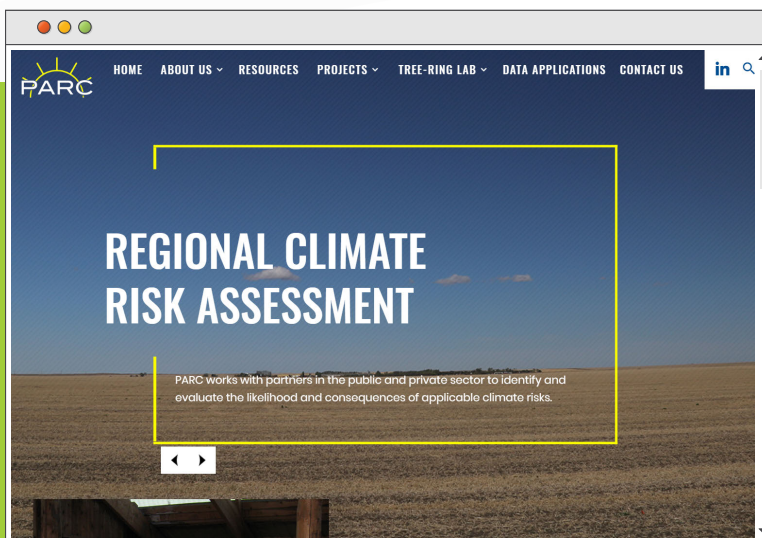 PARC
HOME ABOUT US RESOURCES PROJECTS TREE-RING LAB DATA APPLICATIONS CONTACT US in
REGIONAL CLIMATE
RISK ASSESSMENT
PARC works with partners in the public and private sector to identify and
evaluate the likelihood and consequences of applicable climate risks.